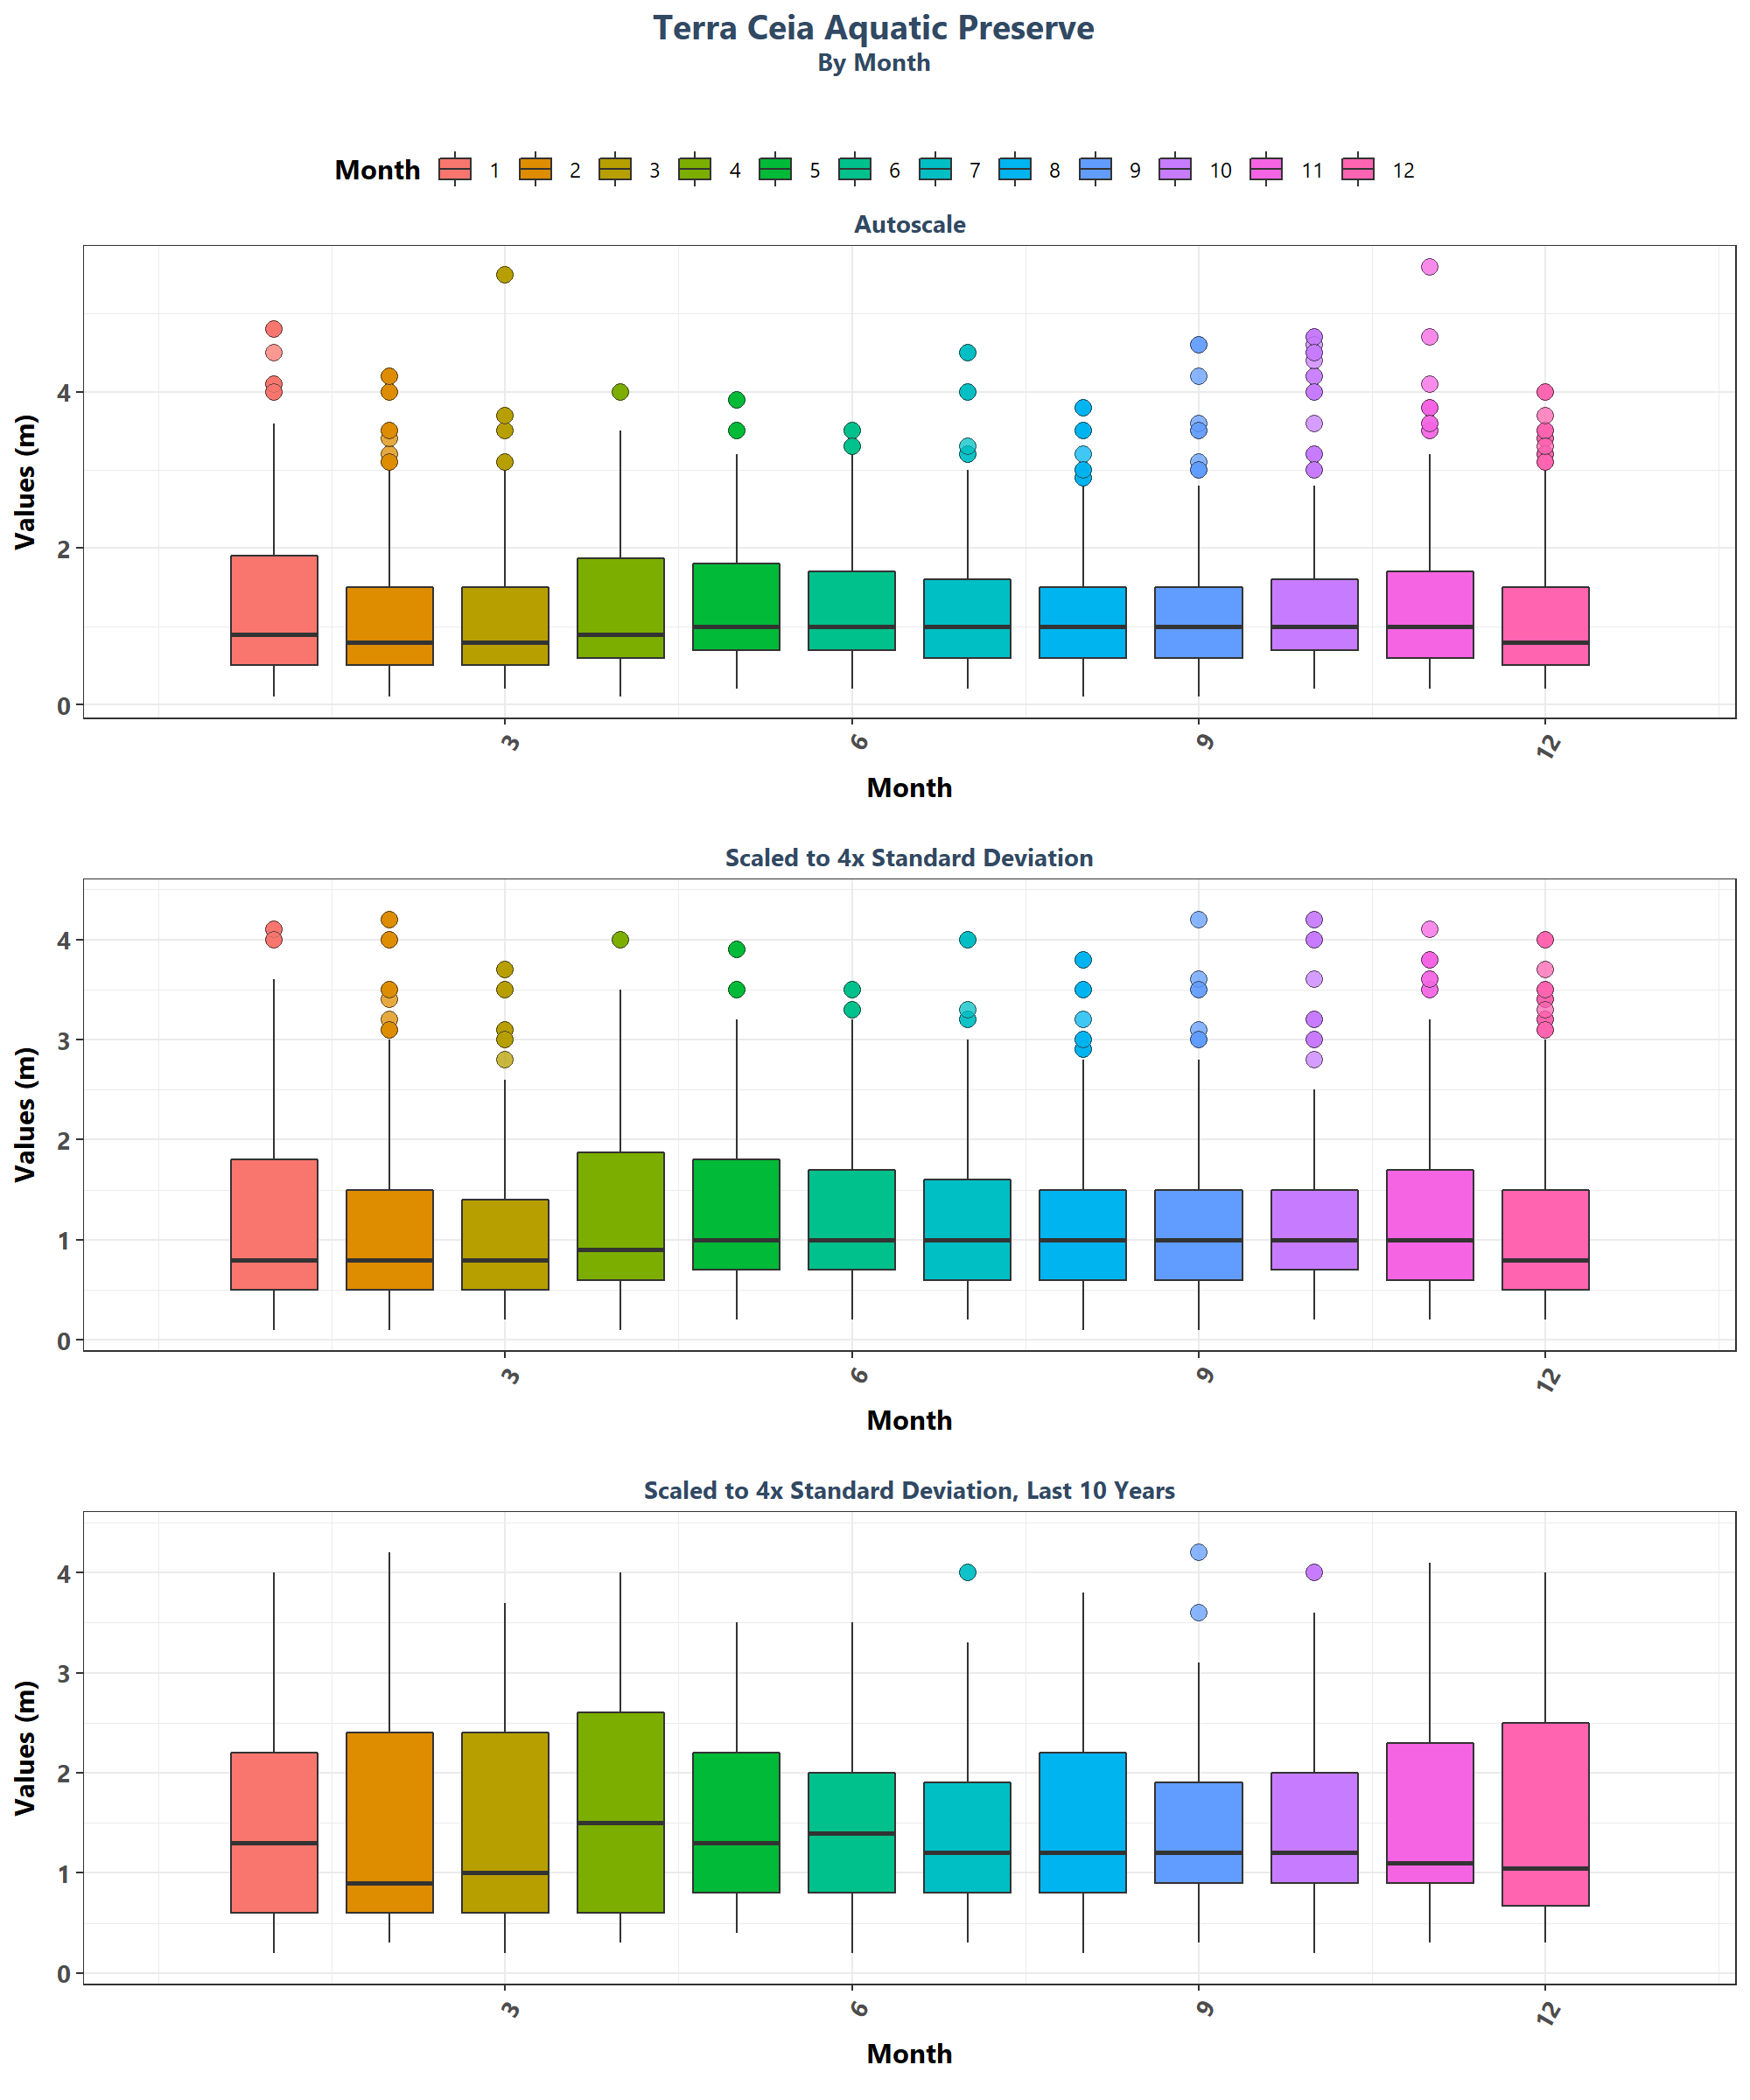 Terra Ceia Aquatic Preserve
By Month
Month 1 2 3 4 5 6 7 8 9 10 11 12
Autoscale
Values (m)
4
2
0
3 6 9 12
Month
Scaled to 4x Standard Deviation
Values (m)
4
3
2
1
0
3 6 9 12
Month
Scaled to 4x Standard Deviation, Last 10 Years
Values (m)
4
3
2
1
0
3 6 9 12
Month